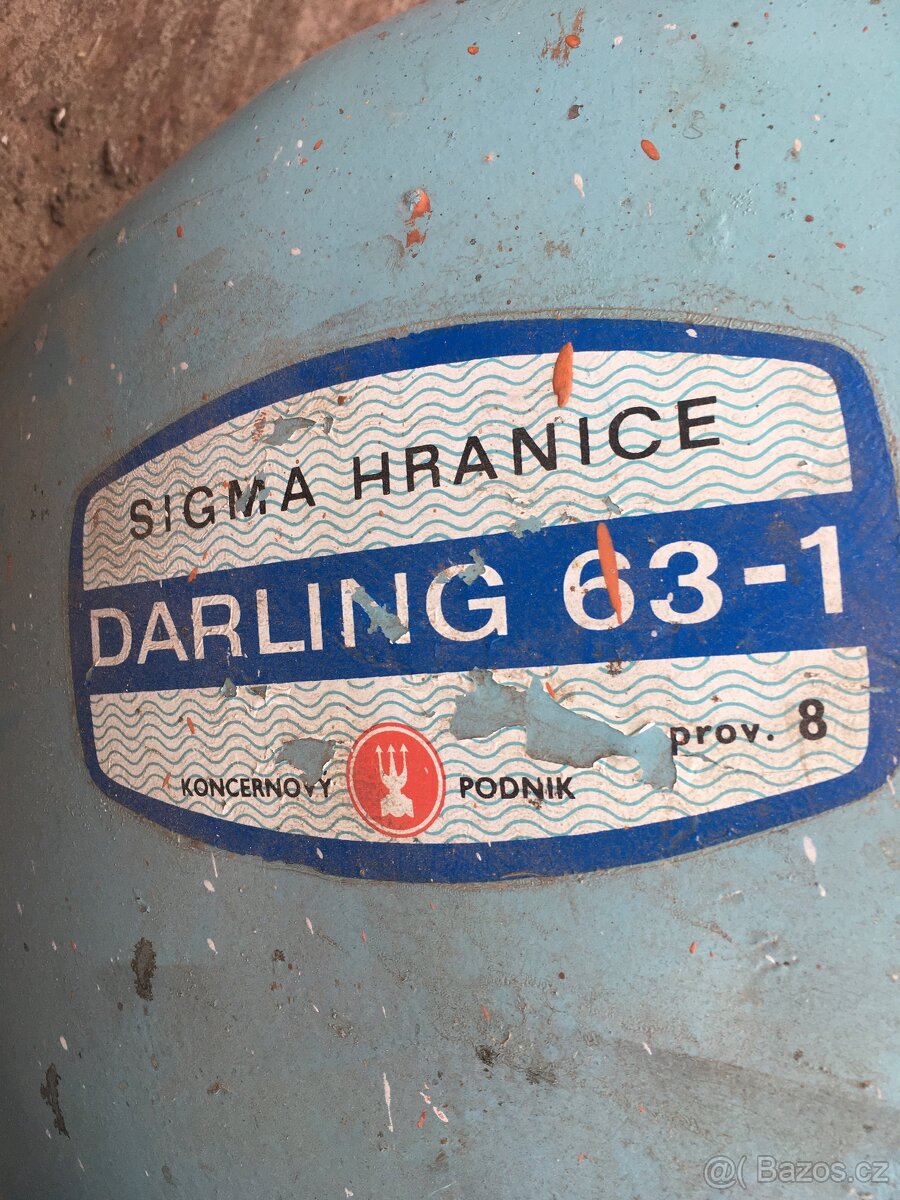 SIGMA HRANICE
DARLING 63-1
prov. 8
KONCERNOVÝ PODNIK
@( Bazos.cz